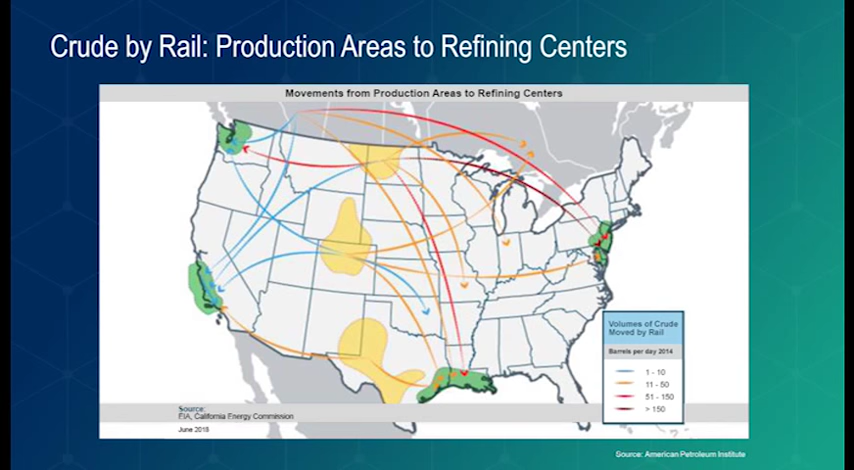 Crude by Rail: Production Areas to Refining Centers
Movements from Production Areas to Refining Centers
Volumes of Crude
Moved by Rail
Barrels per day 2014
1 - 10
11 - 50
51 - 150
> 150
Source:
EIA, California Energy Commission
June 2018
Source: American Petroleum Institute